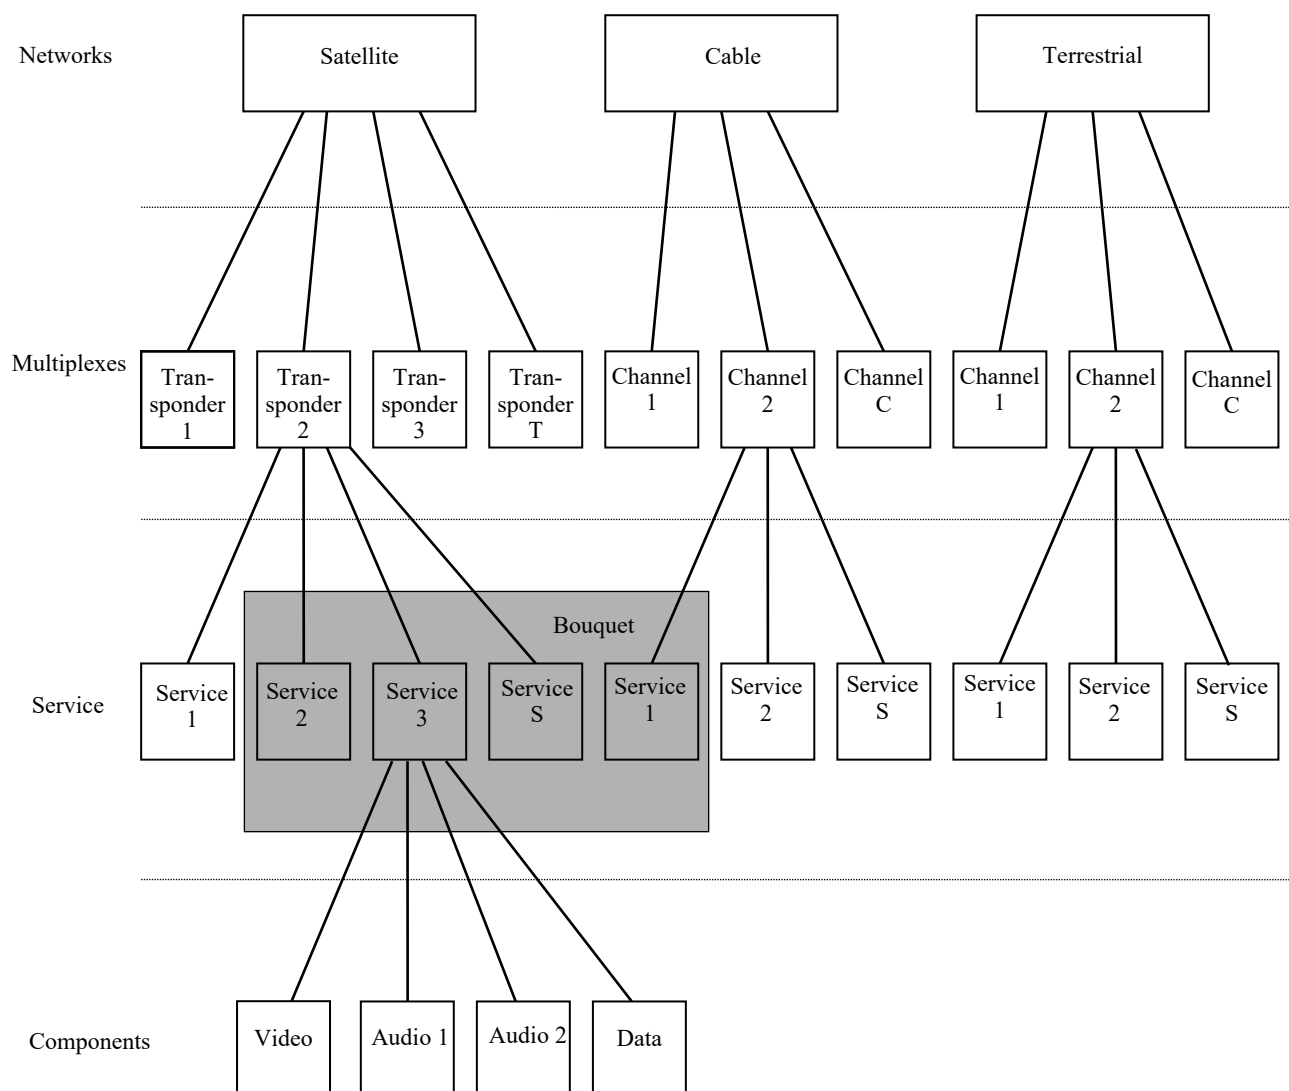 Networks
Satellite
Cable
Terrestrial
Multiplexes
Tran-
sponder
1
Tran-
sponder
2
Tran-
sponder
3
Tran-
sponder
T
Channel
1
Channel
2
Channel
C
Channel
1
Channel
2
Channel
C
Bouquet
Service
Service
1
Service
2
Service
3
Service
S
Service
1
Service
2
Service
S
Service
1
Service
2
Service
S
Components
Video
Audio 1
Audio 2
Data